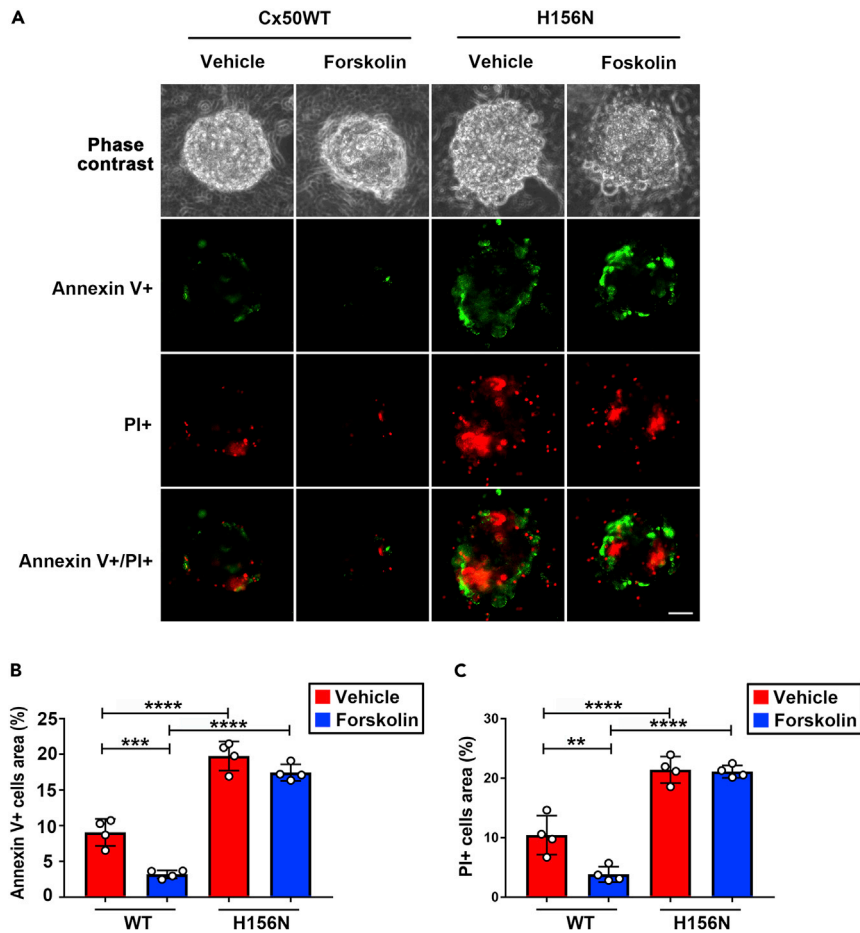 A
Cx50WT H156N
Vehicle Forskolin Vehicle Foskolin
Phase
contrast
Annexin V+
PI+
Annexin V+/PI+
B
Vehicle
Forskolin
Annexin V+ cells area (%)
25
20
15
10
5
0
****
****
***
WT H156N
C
Vehicle
Forskolin
PI+ cells area (%)
30
20
10
0
****
****
**
WT H156N